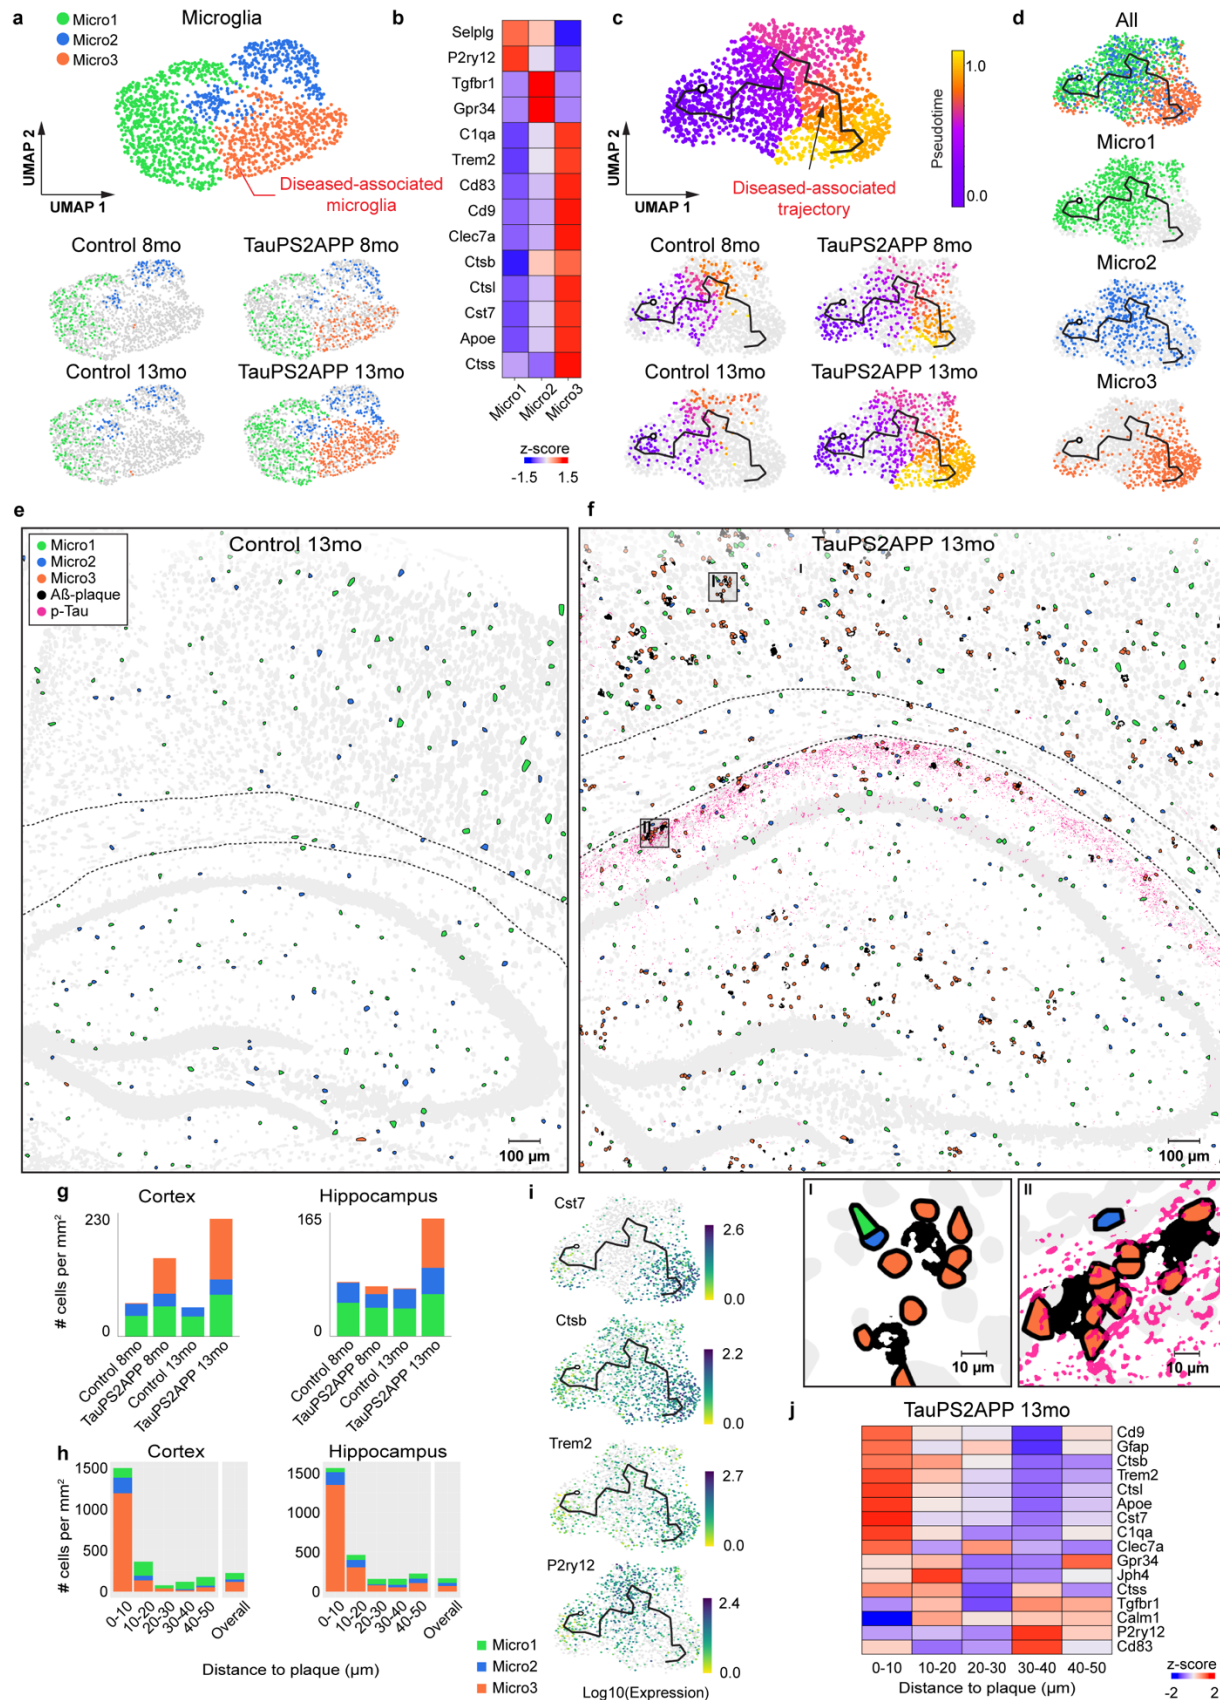 a
Microglia
Micro1
Micro2
Micro3
UMAP 2
UMAP 1
Diseased-associated
microglia
Control 8mo
TauPS2APP 8mo
Control 13mo
TauPS2APP 13mo
b
Selplg
P2ry12
Tgfbr1
Gpr34
C1qa
Trem2
Cd83
Cd9
Clec7a
Ctsb
Ctsl
Cst7
Apoe
Ctss
Micro1
Micro2
Micro3
z-score
-1.5 1.5
c
UMAP 2
UMAP 1
Diseased-associated
trajectory
Pseudotime
1.0
0.0
Control 8mo
TauPS2APP 8mo
Control 13mo
TauPS2APP 13mo
d
All
Micro1
Micro2
Micro3
e
Control 13mo
Micro1
Micro2
Micro3
Aß-plaque
p-Tau
100 µm
f
TauPS2APP 13mo
I
I
II
100 µm
g
Cortex
Hippocampus
# cells per mm²
230
0
165
0
Control 8mo
TauPS2APP 8mo
Control 13mo
TauPS2APP 13mo
Control 8mo
TauPS2APP 8mo
Control 13mo
TauPS2APP 13mo
h
Cortex
Hippocampus
# cells per mm²
1500
1000
500
0
1500
1000
500
0
0-10
10-20
20-30
30-40
40-50
Overall
0-10
10-20
20-30
30-40
40-50
Overall
Distance to plaque (µm)
Micro1
Micro2
Micro3
i
Cst7
2.6
0.0
Ctsb
2.2
0.0
Trem2
2.7
0.0
P2ry12
2.4
0.0
Log10(Expression)
I
10 µm
II
10 µm
j
TauPS2APP 13mo
Cd9
Gfap
Ctsb
Trem2
Ctsl
Apoe
Cst7
C1qa
Clec7a
Gpr34
Jph4
Ctss
Tgfbr1
Calm1
P2ry12
Cd83
0-10 10-20 20-30 30-40 40-50
Distance to plaque (µm)
z-score
-2 2